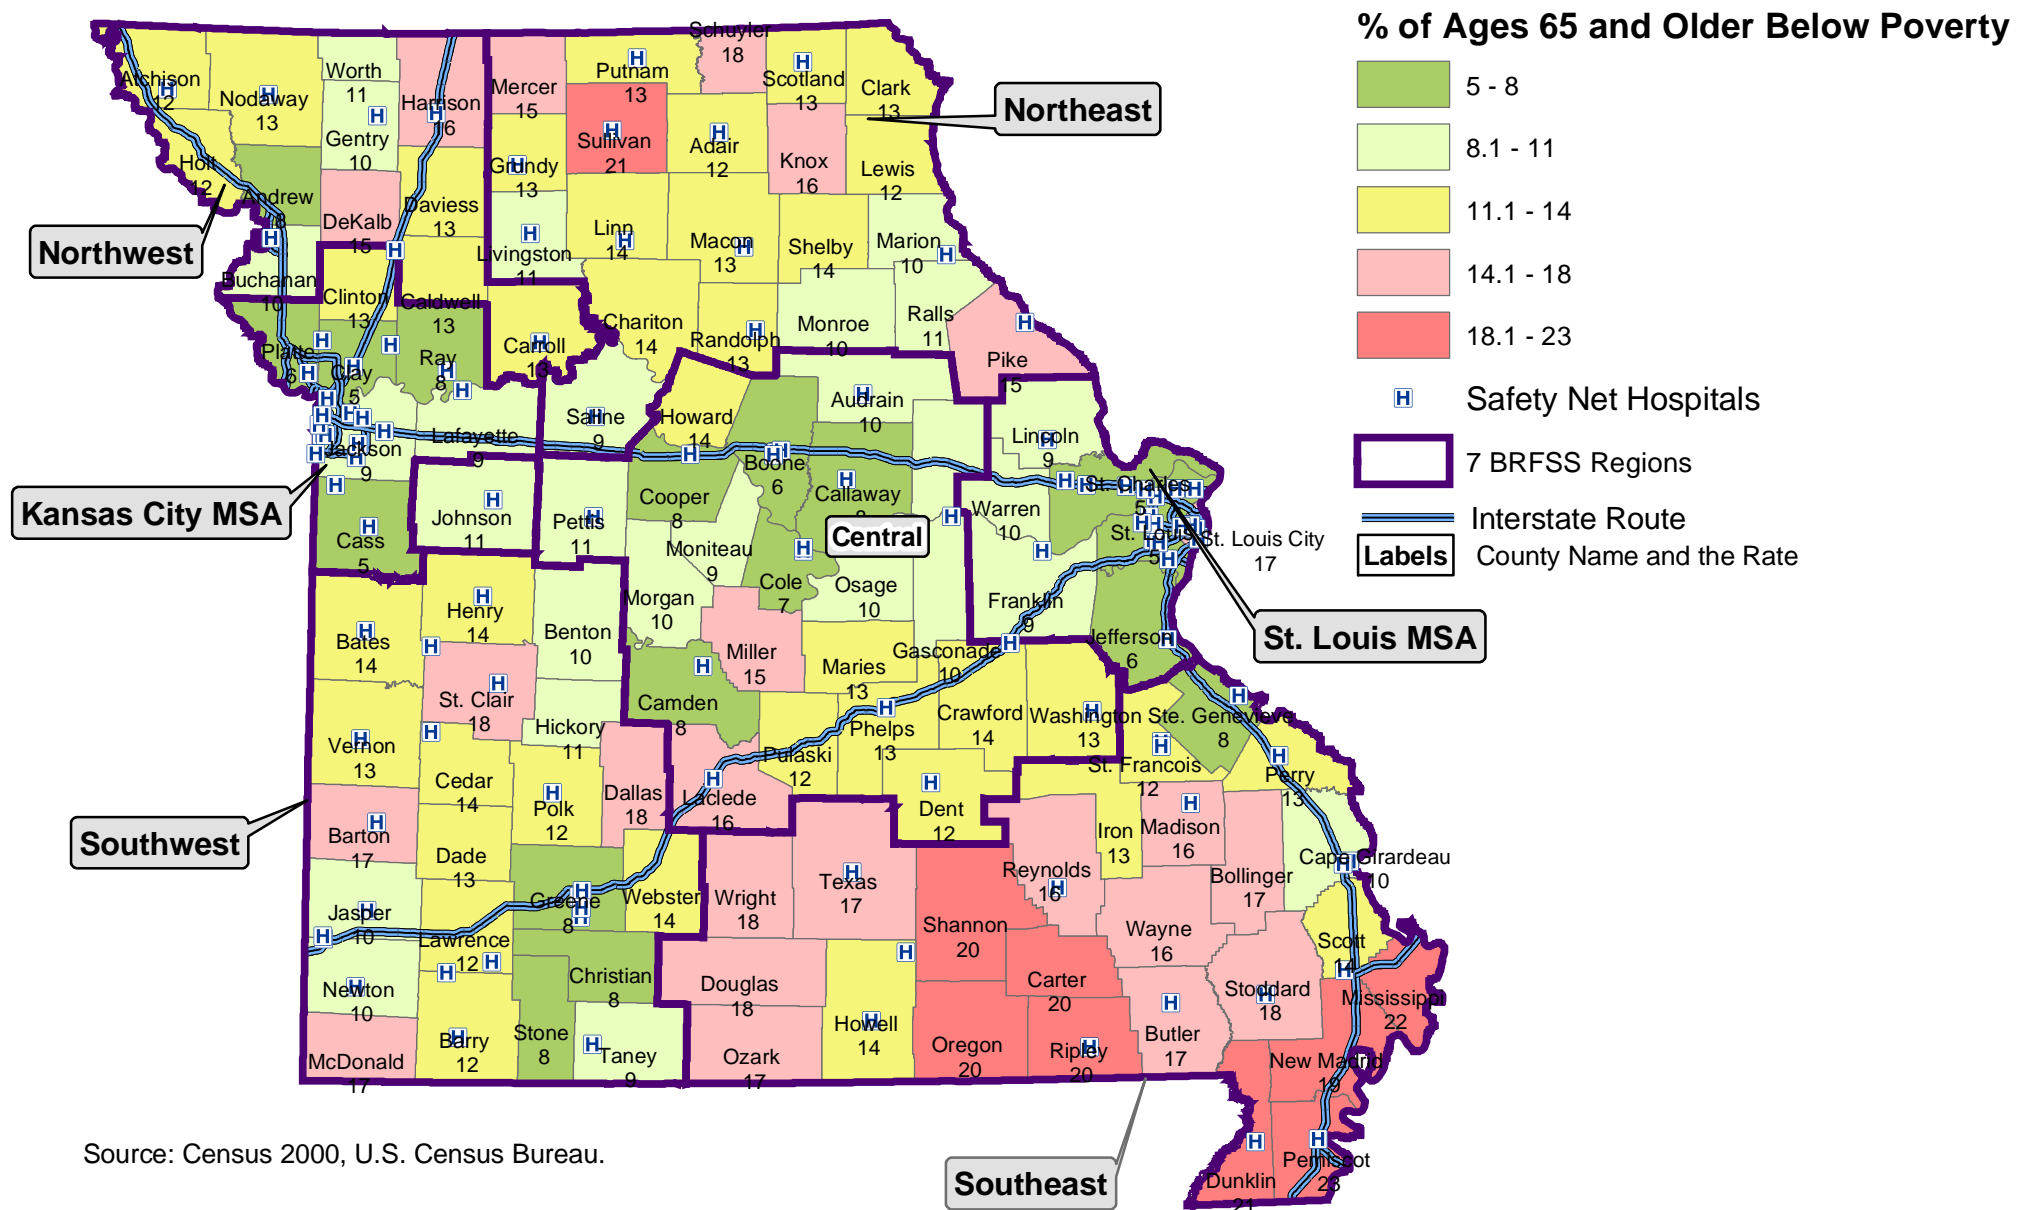 % of Ages 65 and Older Below Poverty
5 - 8
8.1 - 11
11.1 - 14
14.1 - 18
18.1 - 23
H Safety Net Hospitals
7 BRFSS Regions
Interstate Route
Labels County Name and the Rate
Northwest
Northeast
Kansas City MSA
Central
St. Louis MSA
Southwest
Southeast
Atchison
12
Nodaway
13
Worth
11
Gentry
10
Harrison
16
Mercer
15
Putnam
13
Schuyler
18
Scotland
13
Clark
13
Holt
12
Andrew
8
DeKalb
15
Daviess
13
Grundy
13
Sullivan
21
Adair
12
Knox
16
Lewis
12
Buchanan
10
Clinton
13
Caldwell
13
Livingston
11
Linn
14
Macon
13
Shelby
14
Marion
10
Platte
6
Clay
5
Ray
8
Carroll
13
Chariton
14
Randolph
13
Monroe
10
Ralls
11
Pike
15
Jackson
9
Lafayette
9
Saline
9
Howard
14
Boone
6
Audrain
10
Callaway
8
Lincoln
9
St. Charles
5
Cass
5
Johnson
11
Pettis
11
Cooper
8
Moniteau
9
Cole
7
Osage
10
Warren
10
St. Louis
5
St. Louis City
17
Franklin
9
Jefferson
6
Bates
14
Henry
14
Benton
10
Morgan
10
Miller
15
Maries
13
Gasconade
10
St. Clair
18
Hickory
11
Camden
8
Pulaski
12
Phelps
13
Crawford
14
Washington
13
Ste. Genevieve
8
St. Francois
12
Perry
13
Vernon
13
Cedar
14
Polk
12
Dallas
18
Laclede
16
Dent
12
Iron
13
Madison
16
Cape Girardeau
10
Barton
17
Dade
13
Greene
8
Webster
14
Wright
18
Texas
17
Reynolds
16
Bollinger
17
Jasper
10
Lawrence
12
Christian
8
Shannon
20
Wayne
16
Scott
14
Newton
10
Douglas
18
Howell
14
Carter
20
Stoddard
18
Mississippi
22
McDonald
17
Barry
12
Stone
8
Taney
9
Ozark
17
Oregon
20
Ripley
20
Butler
17
New Madrid
19
Dunklin
21
Pemiscot
23
Source: Census 2000, U.S. Census Bureau.